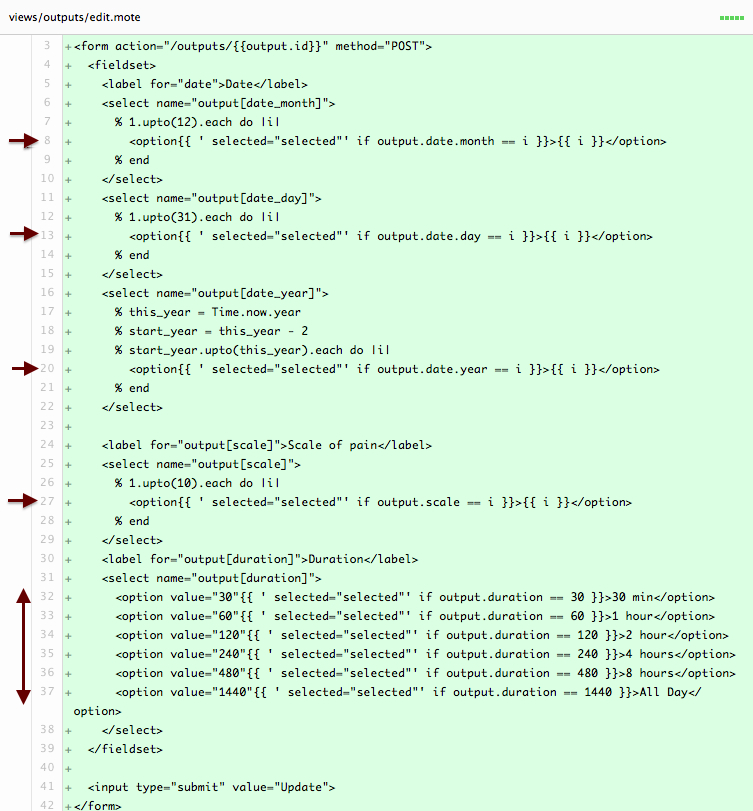 views/outputs/edit.mote
3 +<form action="/outputs/{{output.id}}" method="POST">
4 +  <fieldset>
5 +    <label for="date">Date</label>
6 +    <select name="output[date_month]">
7 +      % 1.upto(12).each do |i|
8 +        <option{{ ' selected="selected"' if output.date.month == i }}>{{ i }}</option>
9 +      % end
10 +    </select>
11 +    <select name="output[date_day]">
12 +      % 1.upto(31).each do |i|
13 +        <option{{ ' selected="selected"' if output.date.day == i }}>{{ i }}</option>
14 +      % end
15 +    </select>
16 +    <select name="output[date_year]">
17 +      % this_year = Time.now.year
18 +      % start_year = this_year - 2
19 +      % start_year.upto(this_year).each do |i|
20 +        <option{{ ' selected="selected"' if output.date.year == i }}>{{ i }}</option>
21 +      % end
22 +    </select>
23 +
24 +    <label for="output[scale]">Scale of pain</label>
25 +    <select name="output[scale]">
26 +      % 1.upto(10).each do |i|
27 +        <option{{ ' selected="selected"' if output.scale == i }}>{{ i }}</option>
28 +      % end
29 +    </select>
30 +    <label for="output[duration]">Duration</label>
31 +    <select name="output[duration]">
32 +      <option value="30"{{ ' selected="selected"' if output.duration == 30 }}>30 min</option>
33 +      <option value="60"{{ ' selected="selected"' if output.duration == 60 }}>1 hour</option>
34 +      <option value="120"{{ ' selected="selected"' if output.duration == 120 }}>2 hour</option>
35 +      <option value="240"{{ ' selected="selected"' if output.duration == 240 }}>4 hours</option>
36 +      <option value="480"{{ ' selected="selected"' if output.duration == 480 }}>8 hours</option>
37 +      <option value="1440"{{ ' selected="selected"' if output.duration == 1440 }}>All Day</
option>
38 +    </select>
39 +  </fieldset>
40 +
41 +  <input type="submit" value="Update">
42 +</form>